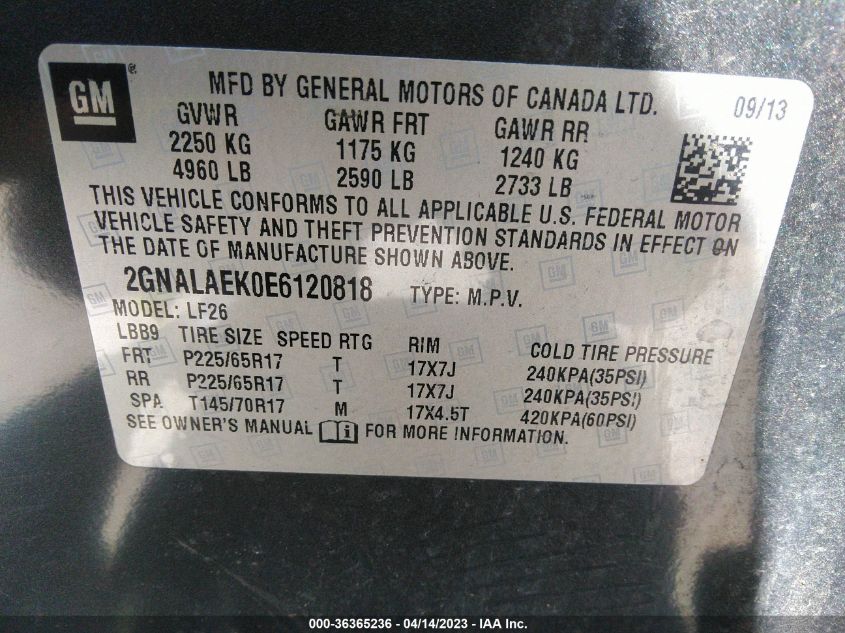 GM ®
MFD BY GENERAL MOTORS OF CANADA LTD. 09/13
GVWR GAWR FRT GAWR RR
2250 KG 1175 KG 1240 KG
4960 LB 2590 LB 2733 LB
THIS VEHICLE CONFORMS TO ALL APPLICABLE U.S. FEDERAL MOTOR
VEHICLE SAFETY AND THEFT PREVENTION STANDARDS IN EFFECT ON
THE DATE OF MANUFACTURE SHOWN ABOVE.
2GNALAEK0E6120818 TYPE: M.P.V.
MODEL: LF26
LBB9 TIRE SIZE SPEED RTG RIM COLD TIRE PRESSURE
FRT P225/65R17 T 17X7J 240KPA(35PSI)
RR P225/65R17 T 17X7J 240KPA(35PSI)
SPA T145/70R17 M 17X4.5T 420KPA(60PSI)
SEE OWNER'S MANUAL FOR MORE INFORMATION.
000-36365236 - 04/14/2023 - IAA Inc.